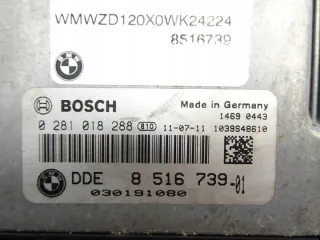 WMWZD120X0WK24224
8516739
BOSCH Made in Germany
1469 0443
0 281 018 288 810 11-07-11 1039S48610
DDE 8 516 739-01
030191080